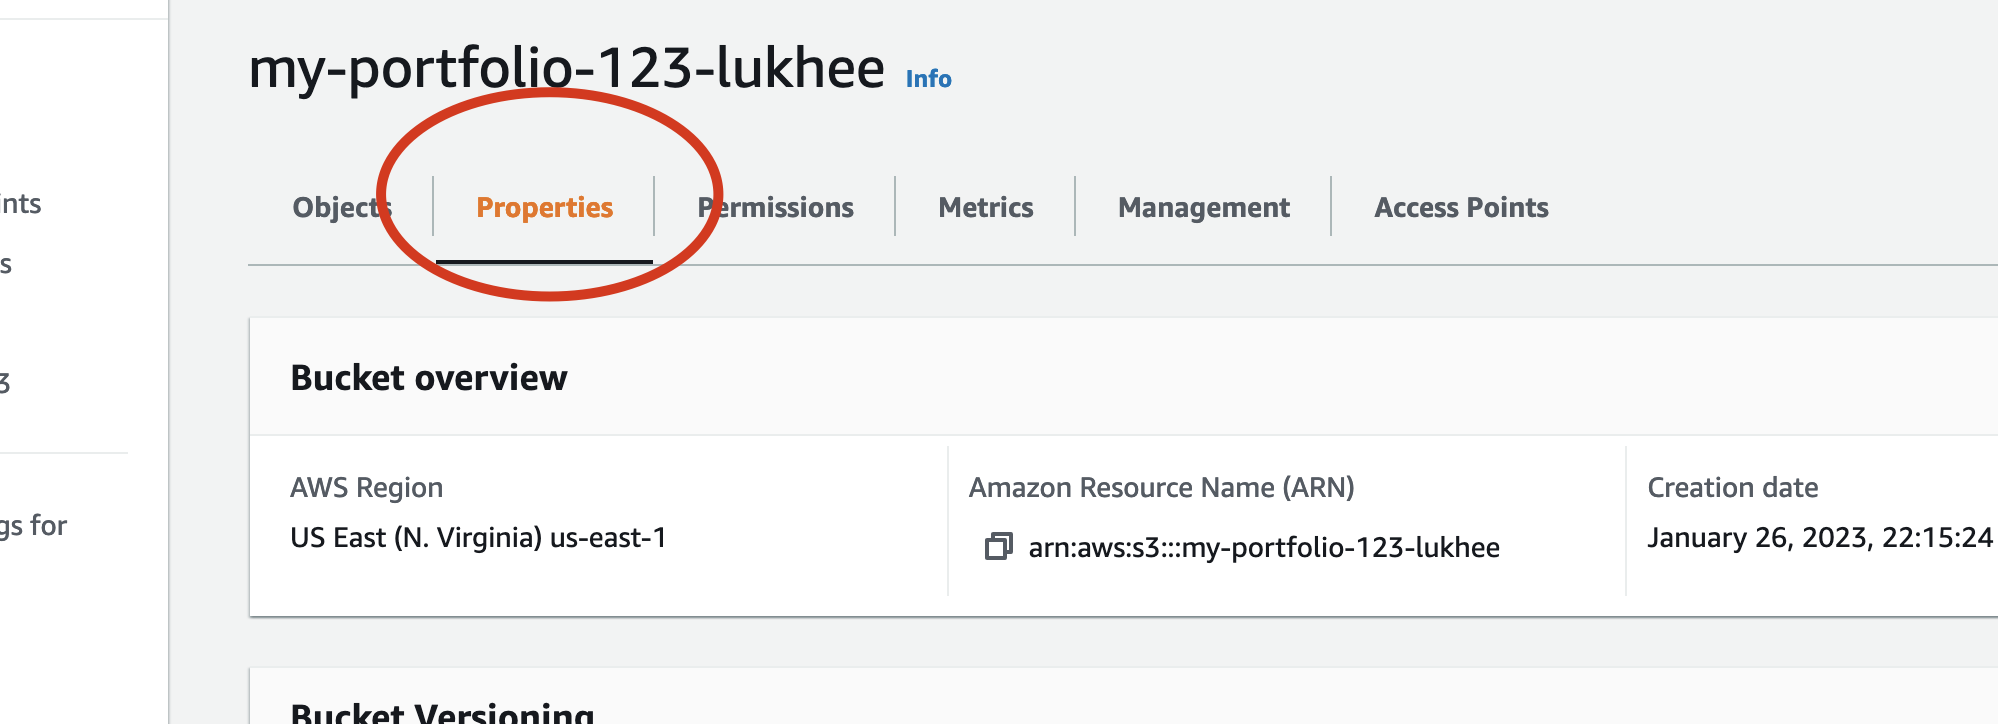 my-portfolio-123-lukhee Info
Objects Properties Permissions Metrics Management Access Points
ints
s
3
gs for
Bucket overview
AWS Region Amazon Resource Name (ARN) Creation date
US East (N. Virginia) us-east-1 arn:aws:s3:::my-portfolio-123-lukhee January 26, 2023, 22:15:24
Bucket Versioning